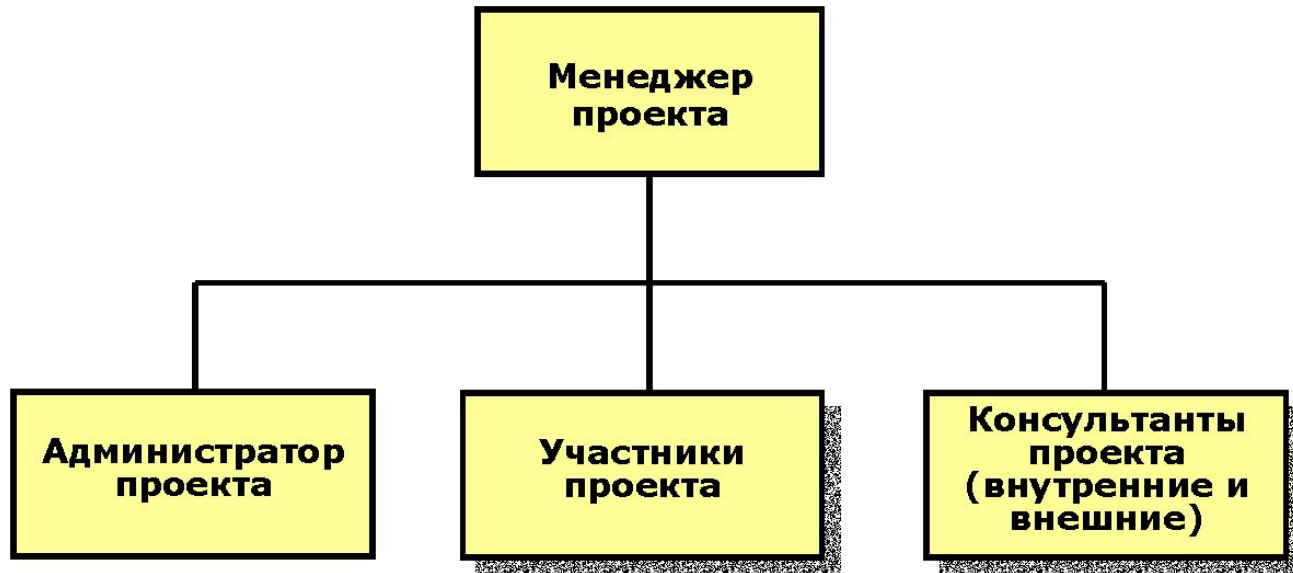 Менеджер
проекта
Администратор
проекта
Участники
проекта
Консультанты
проекта
(внутренние и
внешние)